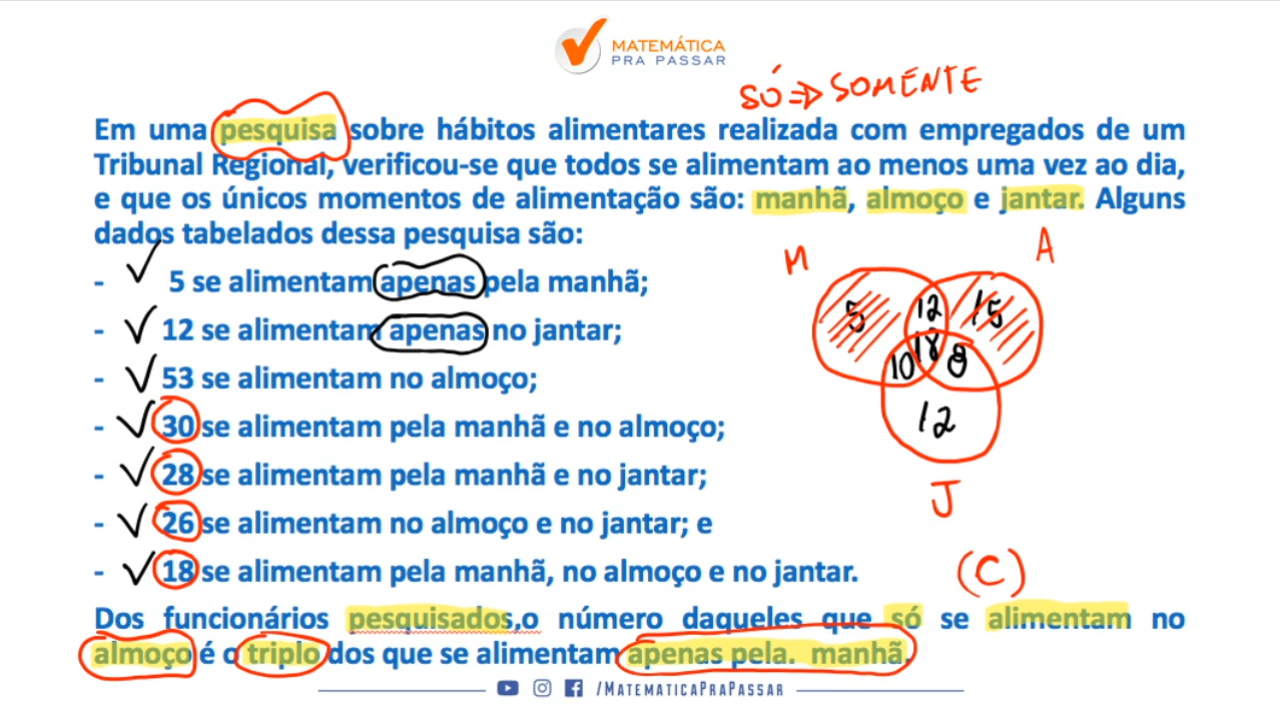 MATEMÁTICA
PRA PASSAR
SÓ => SOMENTE
Em uma pesquisa sobre hábitos alimentares realizada com empregados de um
Tribunal Regional, verificou-se que todos se alimentam ao menos uma vez ao dia,
e que os únicos momentos de alimentação são: manhã, almoço e jantar. Alguns
dados tabelados dessa pesquisa são:
- 5 se alimentam apenas pela manhã;
- 12 se alimentam apenas no jantar;
- 53 se alimentam no almoço;
- 30 se alimentam pela manhã e no almoço;
- 28 se alimentam pela manhã e no jantar;
- 26 se alimentam no almoço e no jantar; e
- 18 se alimentam pela manhã, no almoço e no jantar.
M
A
5
12
15
18
10
8
12
J
(C)
Dos funcionários pesquisados,o número daqueles que só se alimentam no
almoço é o triplo dos que se alimentam apenas pela. manhã.
/MATEMATICAPRAPASSAR